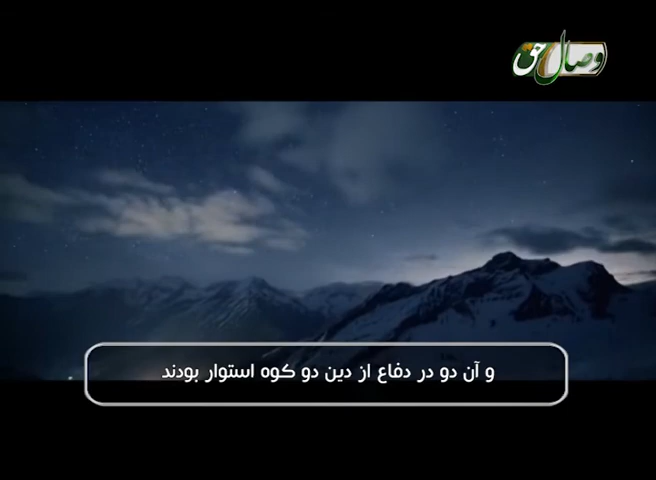 وصال حق
و آن دو در دفاع از دین دو کوه استوار بودند